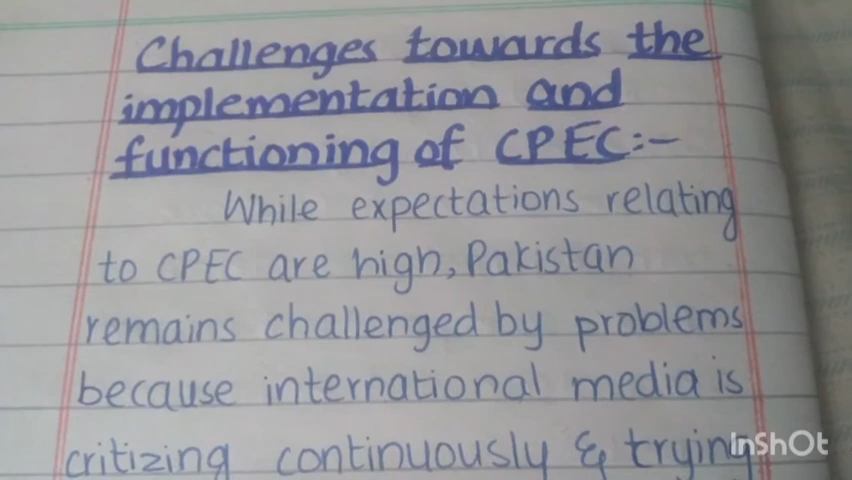 Challenges towards the
implementation and
functioning of CPEC:-
While expectations relating
to CPEC are high, Pakistan
remains challenged by problems
because international media is
critizing continuously & trying
InShOt